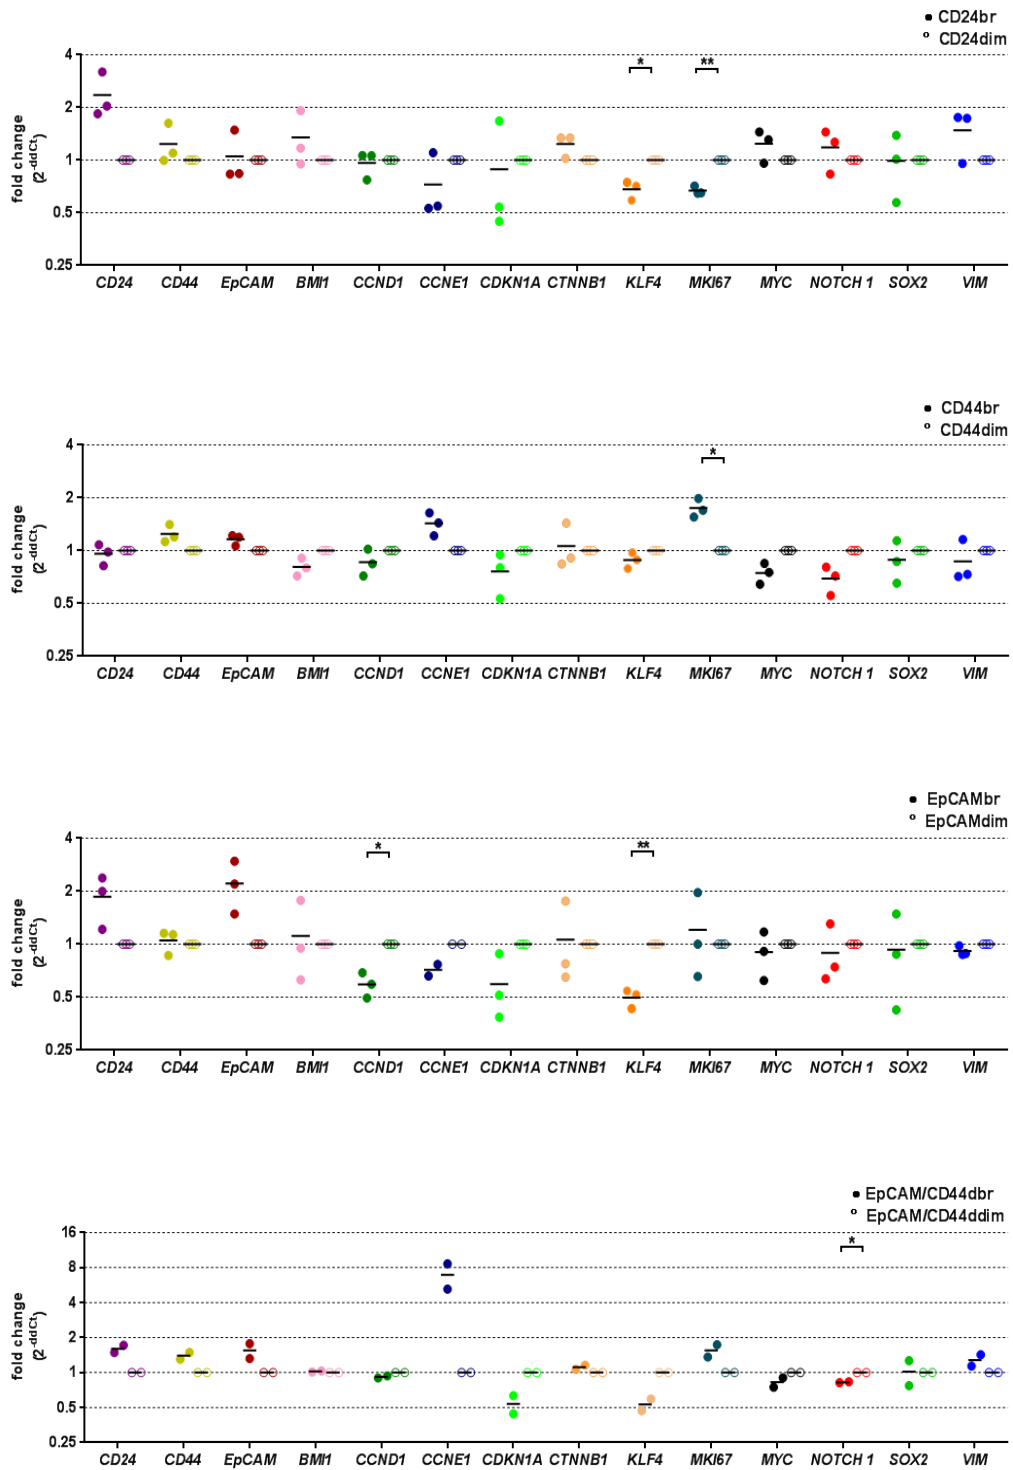 CD24br
CD24dim
4
2
1
0.5
0.25
fold change
(2^-ddCt)
* **
CD24 CD44 EpCAM BMI1 CCND1 CCNE1 CDKN1A CTNNB1 KLF4 MKI67 MYC NOTCH 1 SOX2 VIM
CD44br
CD44dim
4
2
1
0.5
0.25
fold change
(2^-ddCt)
*
CD24 CD44 EpCAM BMI1 CCND1 CCNE1 CDKN1A CTNNB1 KLF4 MKI67 MYC NOTCH 1 SOX2 VIM
EpCAMbr
EpCAMdim
4
2
1
0.5
0.25
fold change
(2^-ddCt)
* **
CD24 CD44 EpCAM BMI1 CCND1 CCNE1 CDKN1A CTNNB1 KLF4 MKI67 MYC NOTCH 1 SOX2 VIM
EpCAM/CD44dbr
EpCAM/CD44ddim
16
8
4
2
1
0.5
0.25
fold change
(2^-ddCt)
*
CD24 CD44 EpCAM BMI1 CCND1 CCNE1 CDKN1A CTNNB1 KLF4 MKI67 MYC NOTCH 1 SOX2 VIM